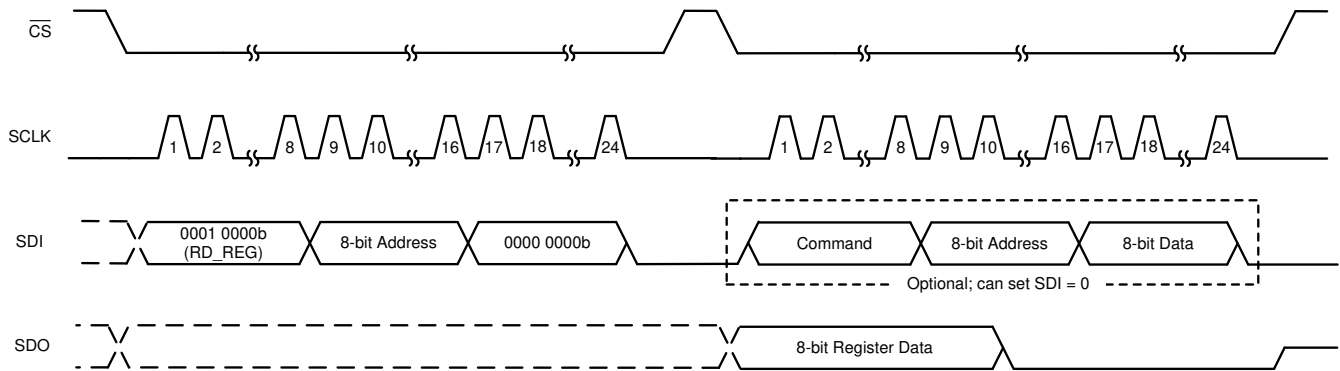 CS
SCLK
1 2 8 9 10 16 17 18 24 1 2 8 9 10 16 17 18 24
SDI
0001 0000b
(RD_REG)
8-bit Address
0000 0000b
Command
8-bit Address
8-bit Data
Optional; can set SDI = 0
SDO
8-bit Register Data